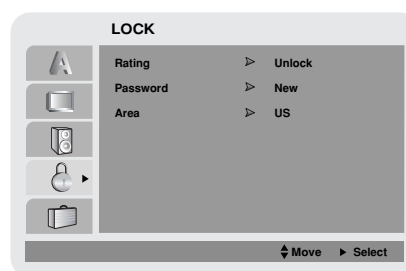 LOCK
A
Rating Unlock
Password New
Area US
Move Select